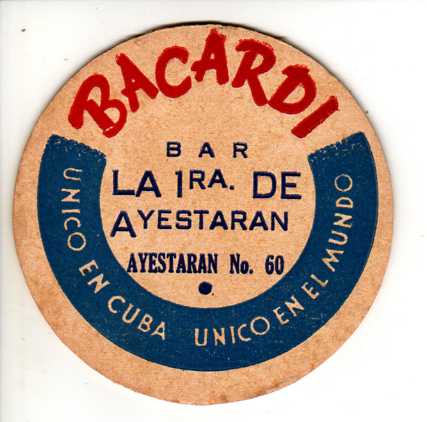 BACARDI
BAR
LA 1RA. DE
AYESTARAN
AYESTARAN No. 60
UNICO EN CUBA UNICO EN EL MUNDO